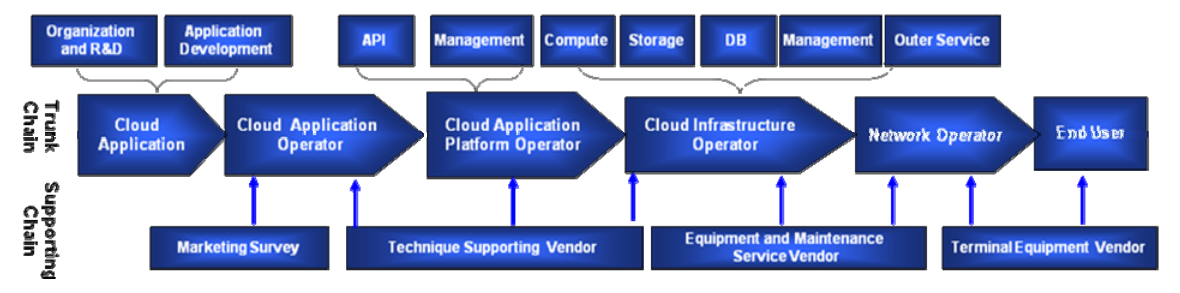 Organization
and R&D
Application
Development
API
Management
Compute
Storage
DB
Management
Outer Service
Trunk
Chain
Cloud
Application
Cloud Application
Operator
Cloud Application
Platform Operator
Cloud Infrastructure
Operator
Network Operator
End User
Supporting
Chain
Marketing Survey
Technique Supporting Vendor
Equipment and Maintenance
Service Vendor
Terminal Equipment Vendor